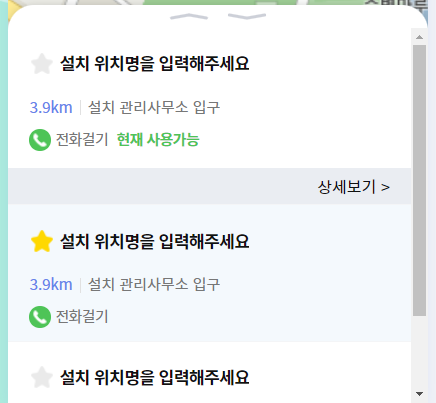 설치 위치명을 입력해주세요
3.9km 설치 관리사무소 입구
전화걸기 현재 사용가능
상세보기 >
설치 위치명을 입력해주세요
3.9km 설치 관리사무소 입구
전화걸기
설치 위치명을 입력해주세요